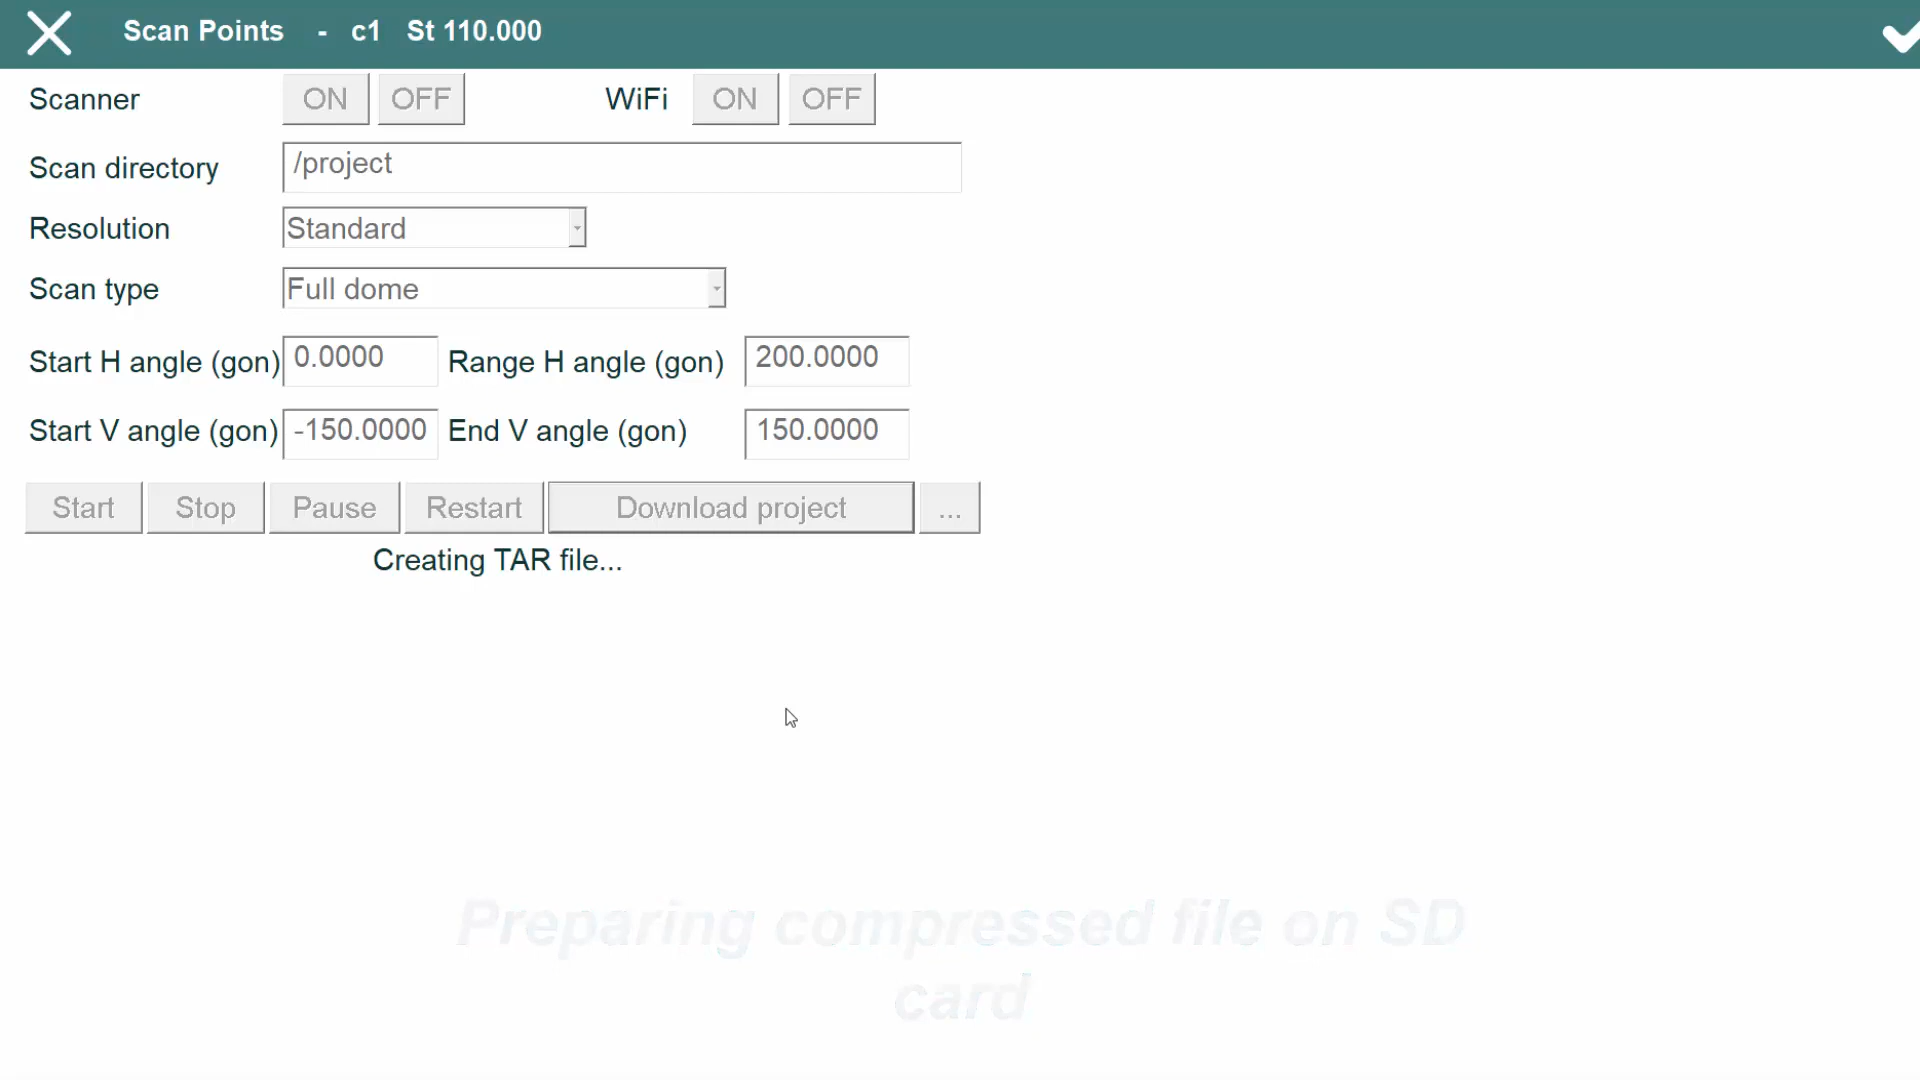 Scan Points - c1 St 110.000
Scanner ON OFF WiFi ON OFF
Scan directory /project
Resolution Standard
Scan type Full dome
Start H angle (gon) 0.0000 Range H angle (gon) 200.0000
Start V angle (gon) -150.0000 End V angle (gon) 150.0000
Start Stop Pause Restart Download project ...
Creating TAR file...
Preparing compressed file on SD
card